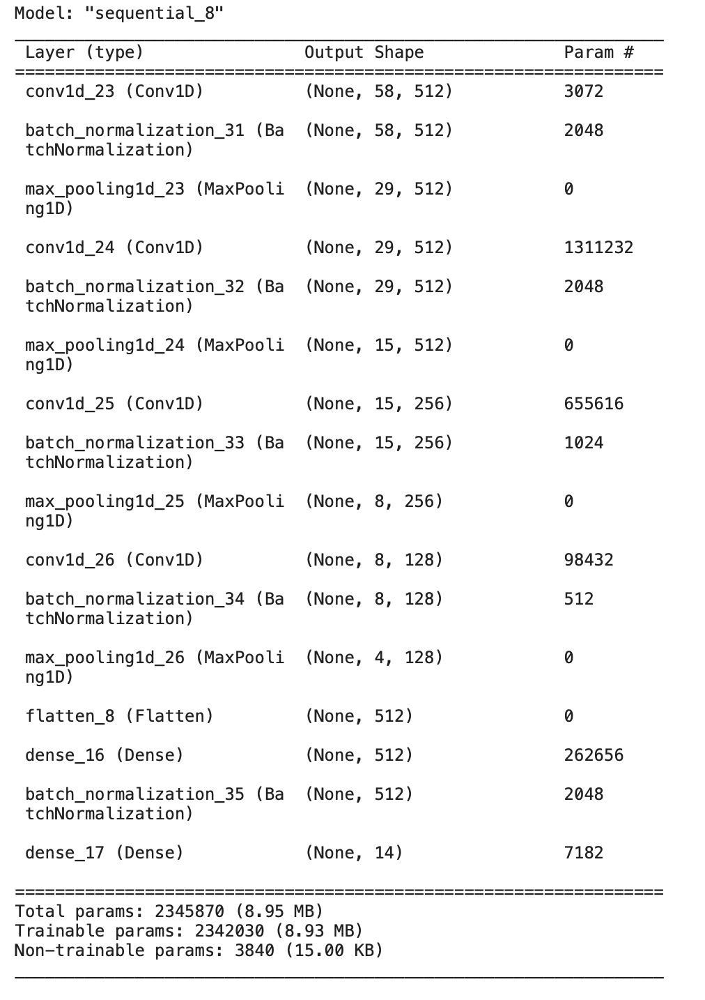 Model: "sequential_8"
Layer (type) Output Shape Param #
conv1d_23 (Conv1D) (None, 58, 512) 3072
batch_normalization_31 (Ba (None, 58, 512) 2048
tchNormalization)
max_pooling1d_23 (MaxPooli (None, 29, 512) 0
ng1D)
conv1d_24 (Conv1D) (None, 29, 512) 1311232
batch_normalization_32 (Ba (None, 29, 512) 2048
tchNormalization)
max_pooling1d_24 (MaxPooli (None, 15, 512) 0
ng1D)
conv1d_25 (Conv1D) (None, 15, 256) 655616
batch_normalization_33 (Ba (None, 15, 256) 1024
tchNormalization)
max_pooling1d_25 (MaxPooli (None, 8, 256) 0
ng1D)
conv1d_26 (Conv1D) (None, 8, 128) 98432
batch_normalization_34 (Ba (None, 8, 128) 512
tchNormalization)
max_pooling1d_26 (MaxPooli (None, 4, 128) 0
ng1D)
flatten_8 (Flatten) (None, 512) 0
dense_16 (Dense) (None, 512) 262656
batch_normalization_35 (Ba (None, 512) 2048
tchNormalization)
dense_17 (Dense) (None, 14) 7182
Total params: 2345870 (8.95 MB)
Trainable params: 2342030 (8.93 MB)
Non-trainable params: 3840 (15.00 KB)